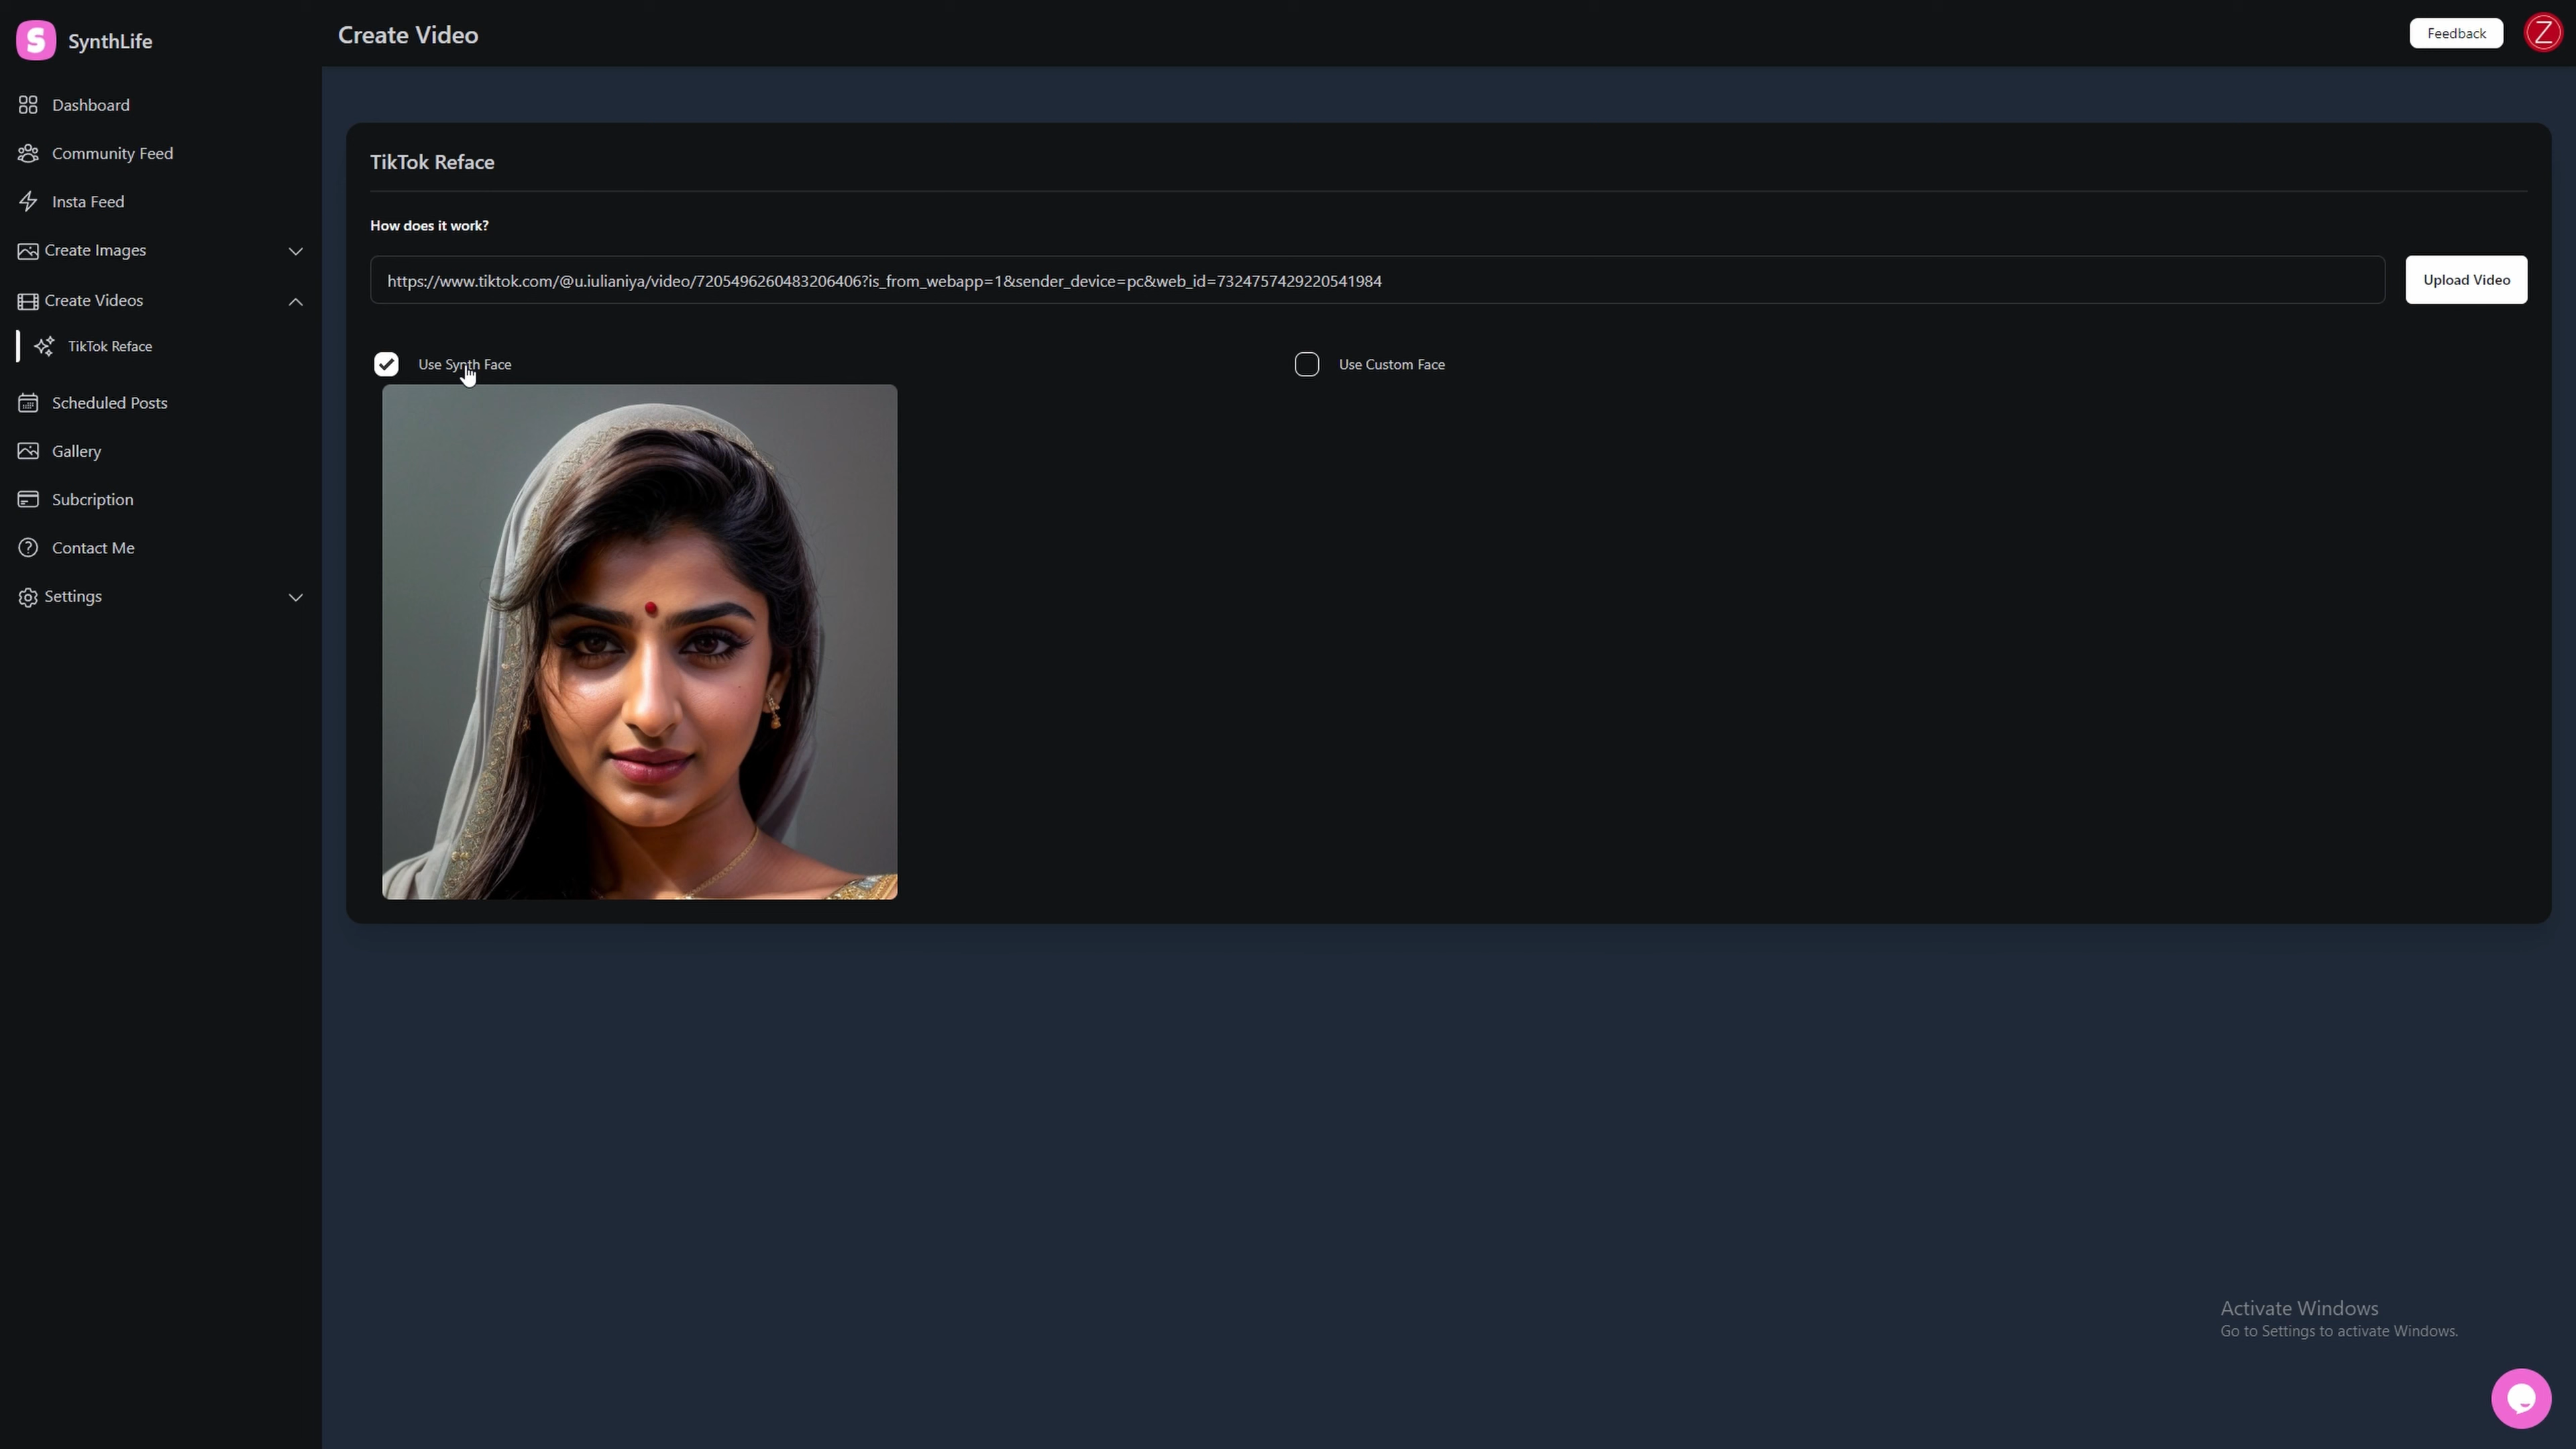 SynthLife
Create Video
Feedback
Z
Dashboard
Community Feed
Insta Feed
Create Images
Create Videos
TikTok Reface
Scheduled Posts
Gallery
Subcription
Contact Me
Settings
TikTok Reface
How does it work?
https://www.tiktok.com/@u.iulianiya/video/7205496260483206406?is_from_webapp=1&sender_device=pc&web_id=7324757429220541984
Upload Video
Use Synth Face
Use Custom Face
Activate Windows
Go to Settings to activate Windows.